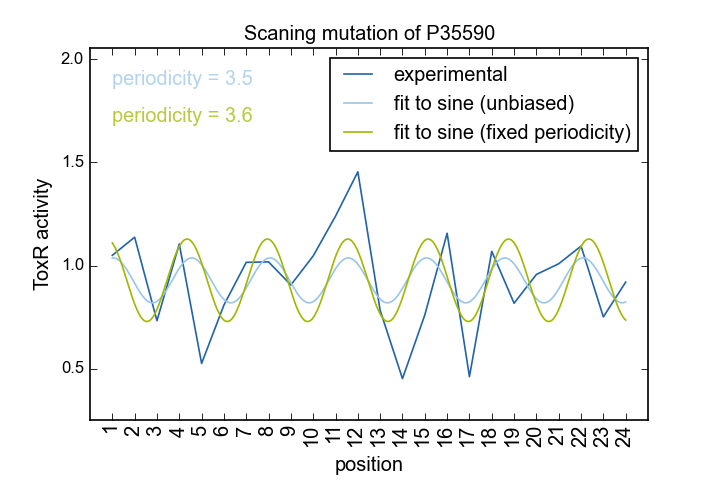 Scaning mutation of P35590
2.0
1.5
1.0
0.5
ToxR activity
periodicity = 3.5
periodicity = 3.6
experimental
fit to sine (unbiased)
fit to sine (fixed periodicity)
1 2 3 4 5 6 7 8 9 10 11 12 13 14 15 16 17 18 19 20 21 22 23 24
position